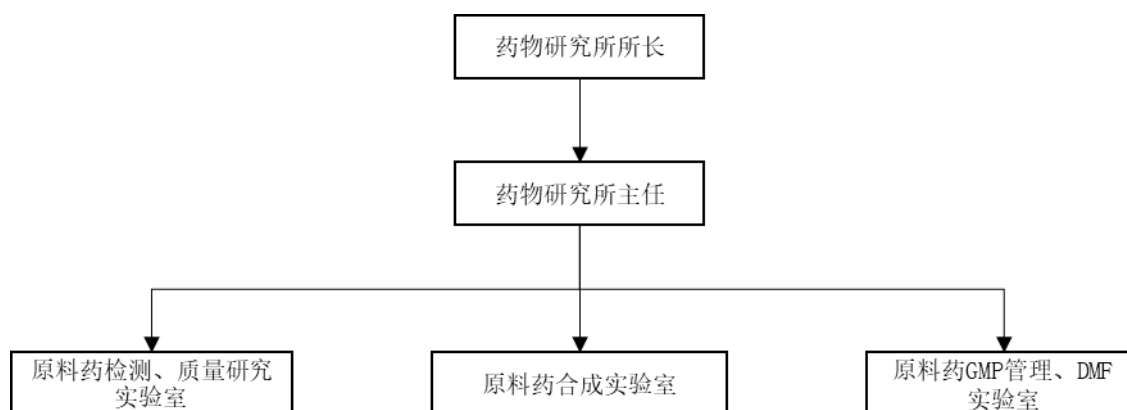 药物研究所所长
药物研究所主任
原料药检测、质量研究
实验室
原料药合成实验室
原料药GMP管理、DMF
实验室